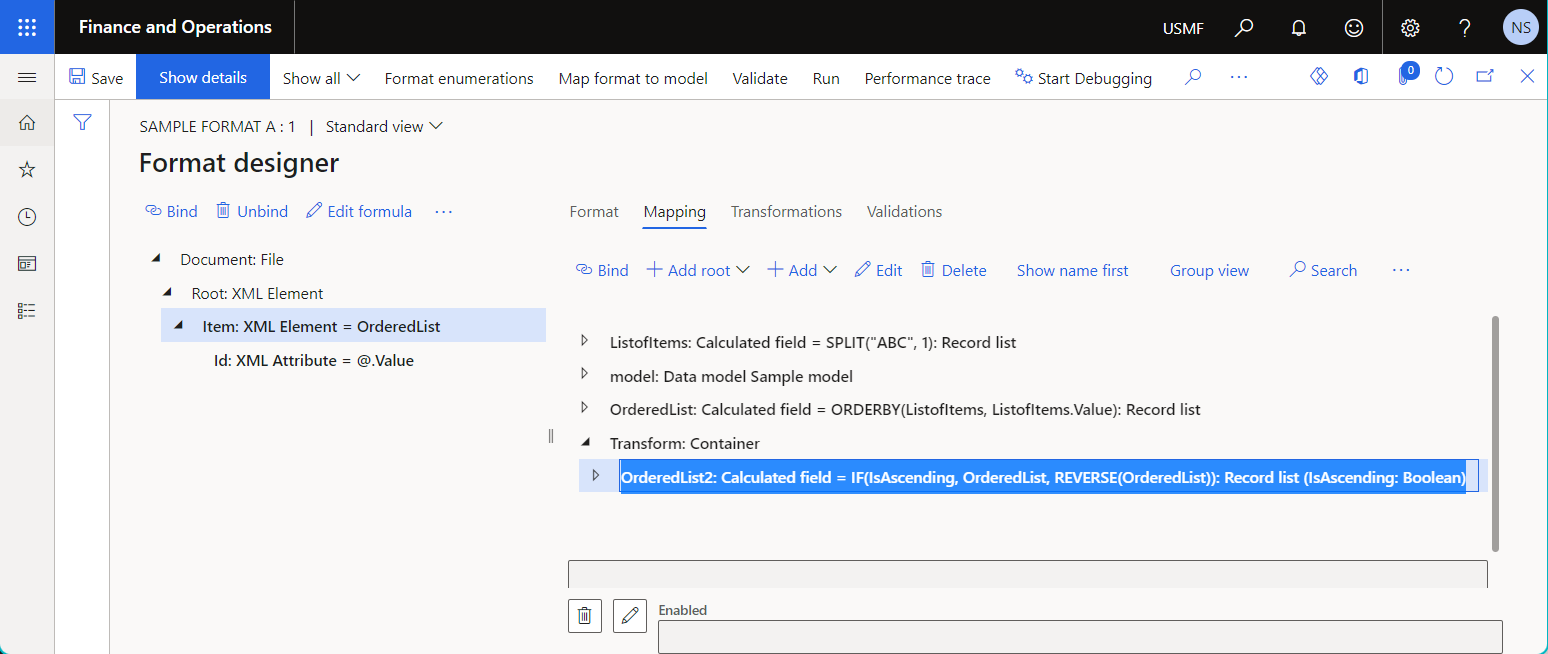 Finance and Operations
USMF
NS
Save
Show details
Show all
Format enumerations
Map format to model
Validate
Run
Performance trace
Start Debugging
···
0
SAMPLE FORMAT A : 1 | Standard view
Format designer
Bind
Unbind
Edit formula
···
Document: File
Root: XML Element
Item: XML Element = OrderedList
Id: XML Attribute = @.Value
Format
Mapping
Transformations
Validations
Bind
Add root
Add
Edit
Delete
Show name first
Group view
Search
···
ListofItems: Calculated field = SPLIT("ABC", 1): Record list
model: Data model Sample model
OrderedList: Calculated field = ORDERBY(ListofItems, ListofItems.Value): Record list
Transform: Container
OrderedList2: Calculated field = IF(IsAscending, OrderedList, REVERSE(OrderedList)): Record list (IsAscending: Boolean)
Enabled